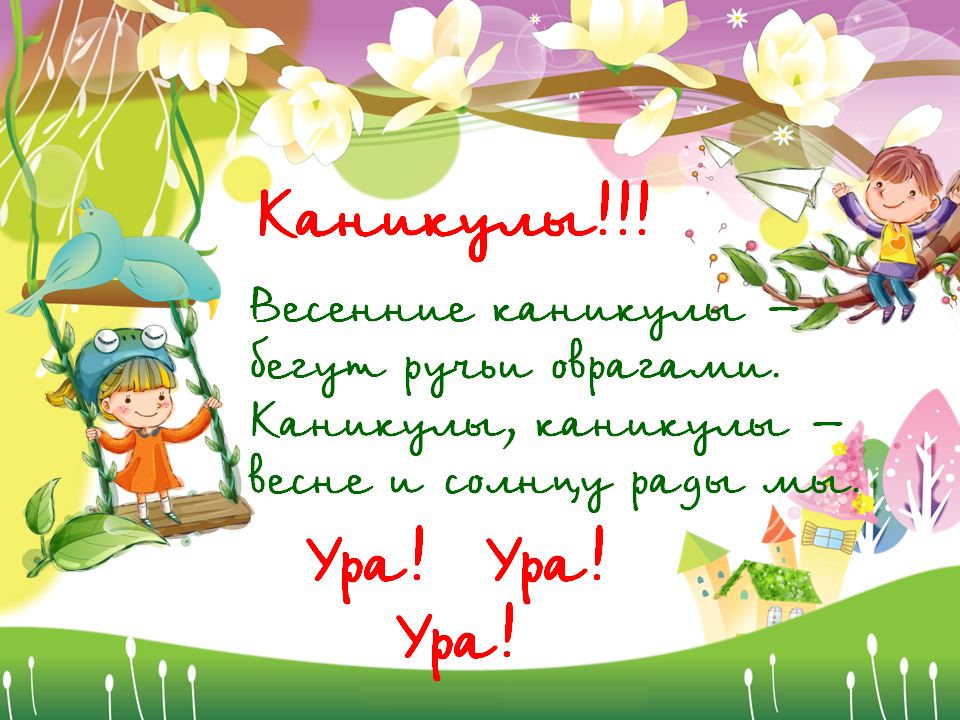 Каникулы!!!
Весенние каникулы –
бегут ручьи оврагами.
Каникулы, каникулы –
весне и солнцу рады мы.
Ура! Ура!
Ура!